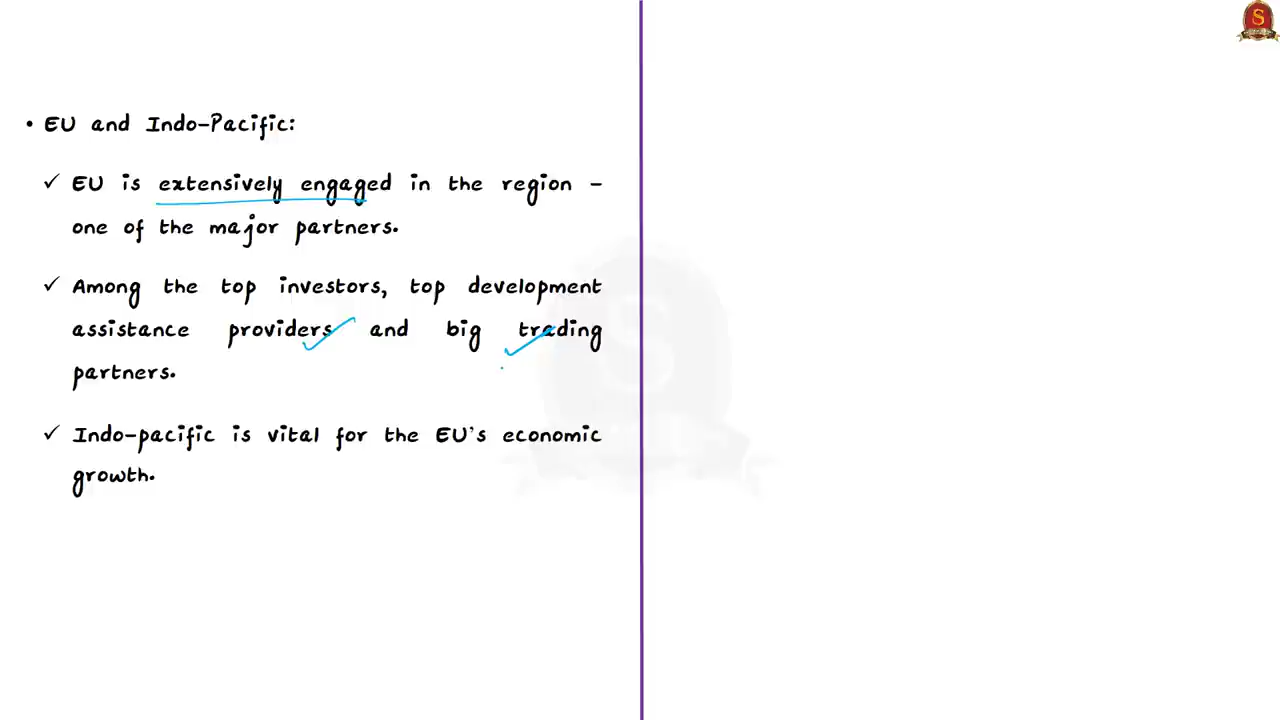 • EU and Indo-Pacific:
✓ EU is extensively engaged in the region –
one of the major partners.
✓ Among the top investors, top development
assistance providers and big trading
partners.
✓ Indo-pacific is vital for the EU's economic
growth.
S